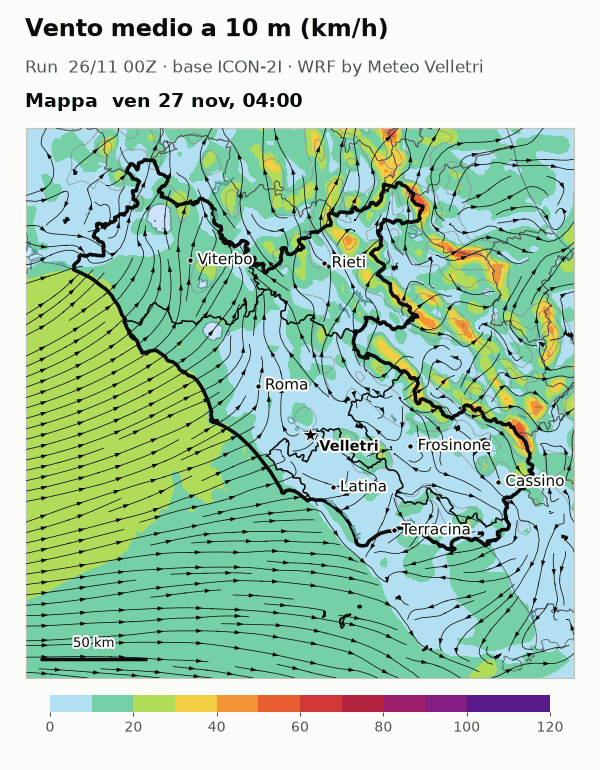 Vento medio a 10 m (km/h)
Run  26/11 00Z · base ICON-2I · WRF by Meteo Velletri
Mappa  ven 27 nov, 04:00
Viterbo
Rieti
Roma
Velletri
Frosinone
Latina
Cassino
Terracina
50 km
0 20 40 60 80 100 120